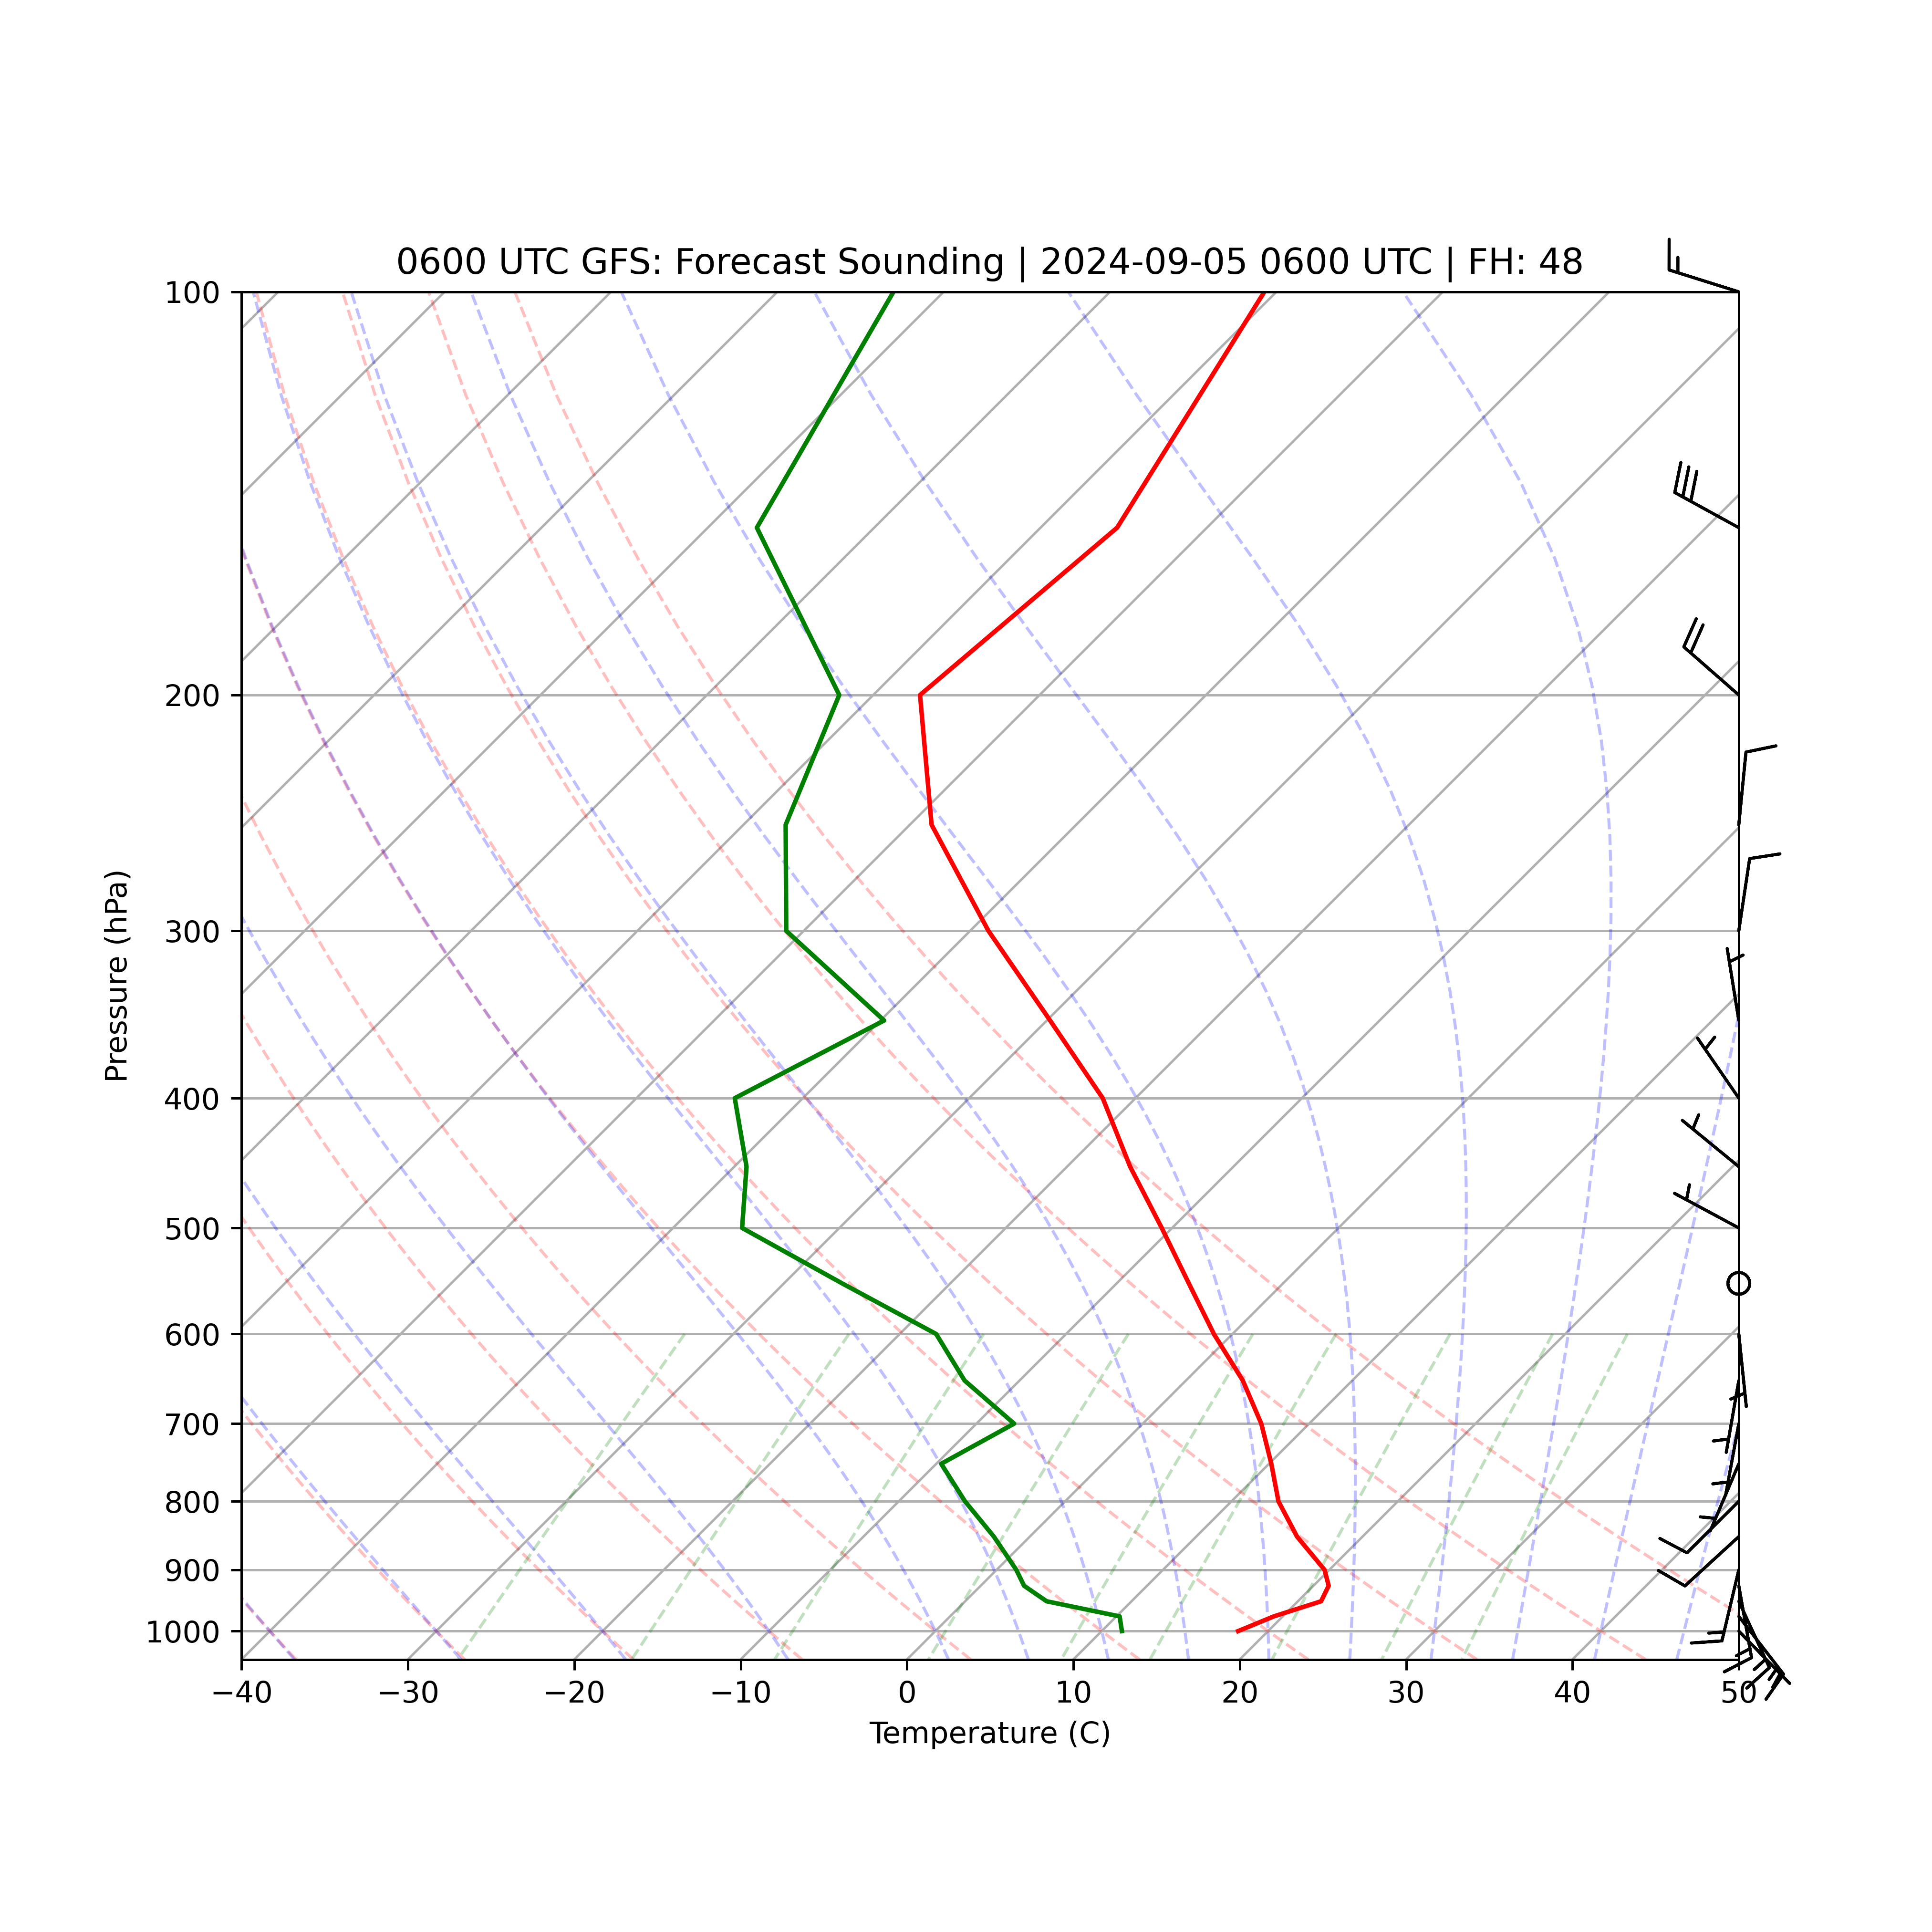 0600 UTC GFS: Forecast Sounding | 2024-09-05 0600 UTC | FH: 48
100
200
300
400
500
600
700
800
900
1000
Pressure (hPa)
−40 −30 −20 −10 0 10 20 30 40 50
Temperature (C)